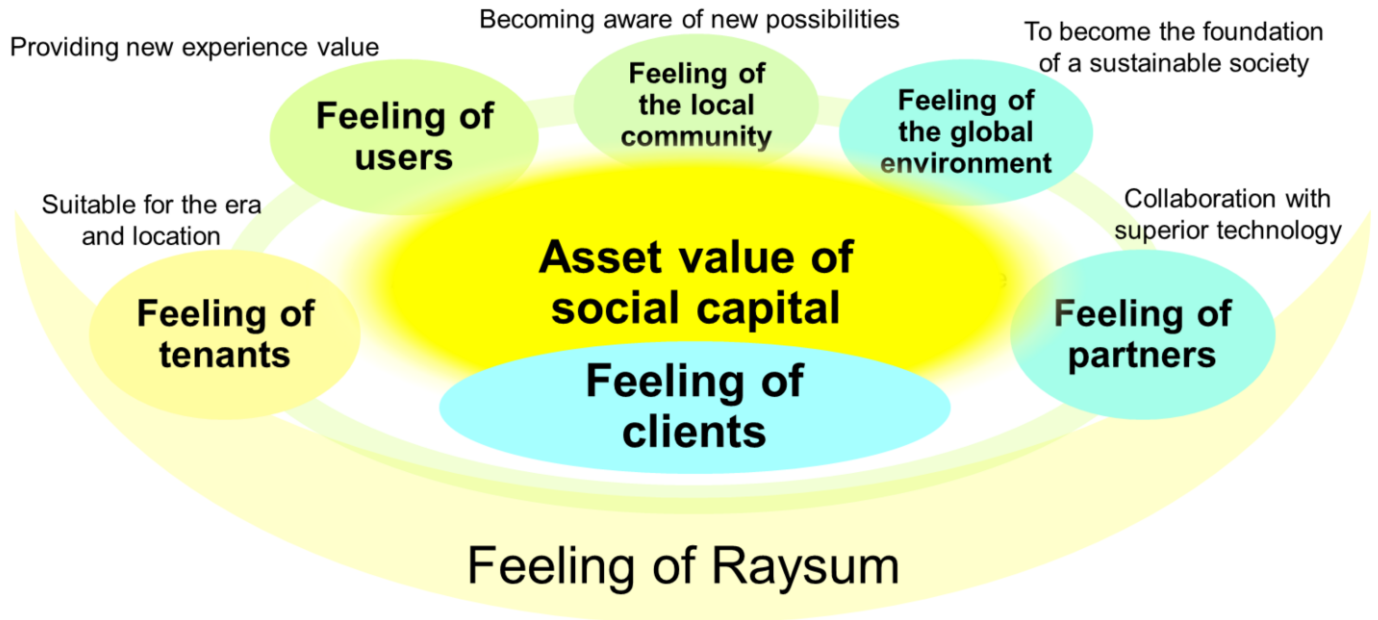 Becoming aware of new possibilities
Providing new experience value
To become the foundation
of a sustainable society
Feeling of
the local
community
Feeling of
users
Feeling of
the global
environment
Suitable for the era
and location
Collaboration with
superior technology
Asset value of
social capital
Feeling of
tenants
Feeling of
partners
Feeling of
clients
Feeling of Raysum